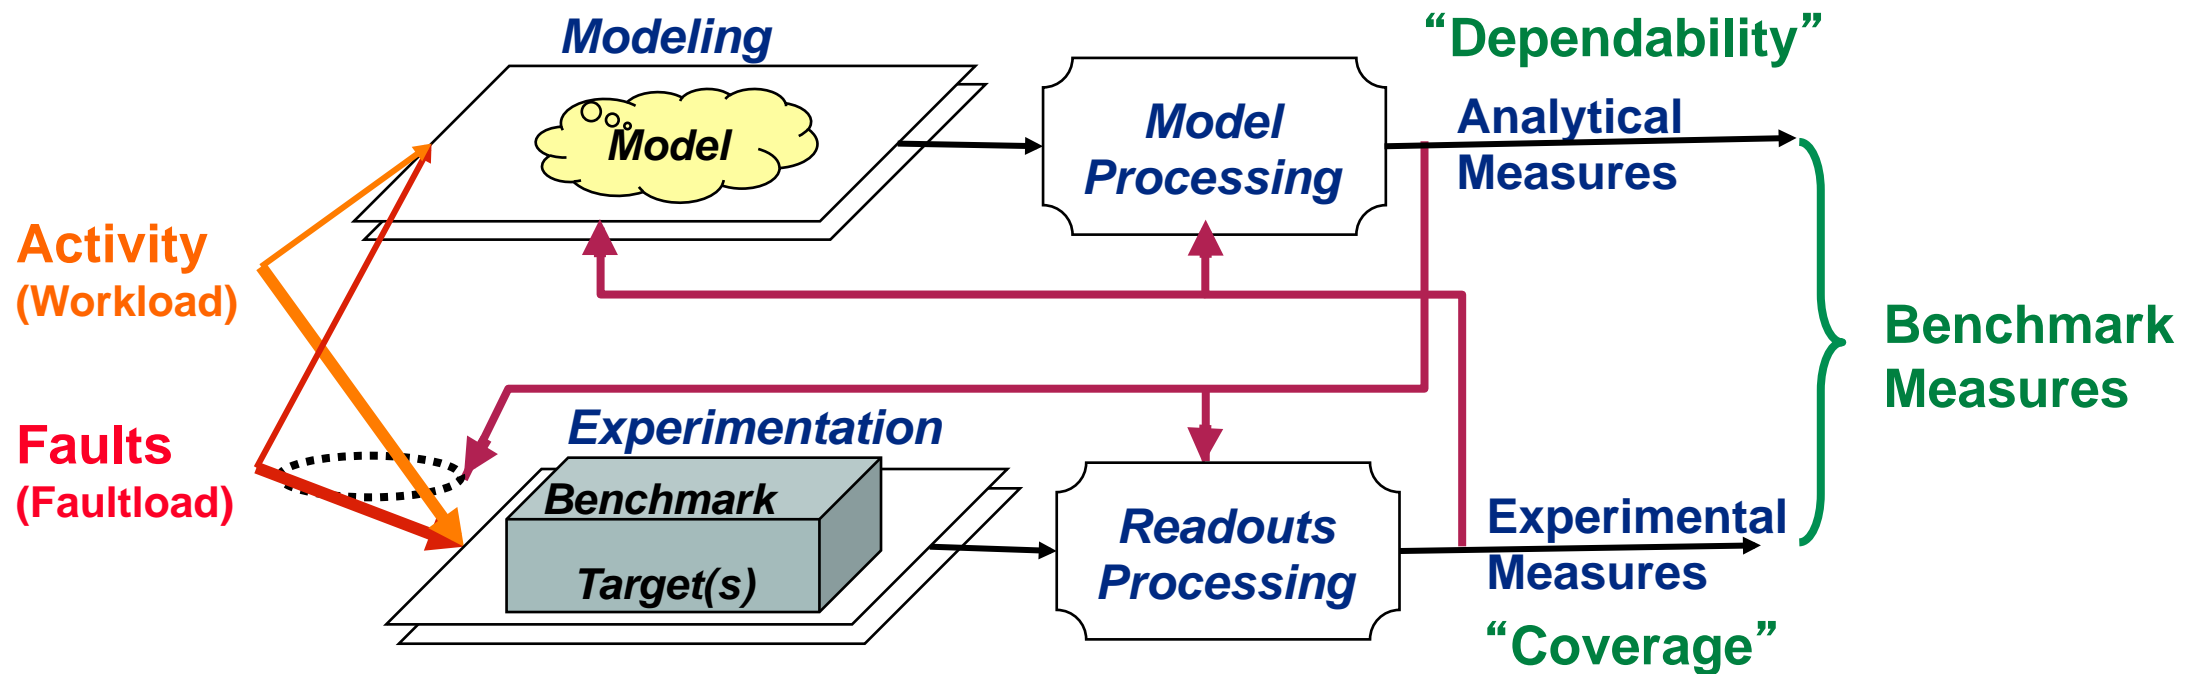 Modeling
Model
Model
Processing
“Dependability”
Analytical
Measures
Activity
(Workload)
Faults
(Faultload)
Experimentation
Benchmark
Target(s)
Readouts
Processing
Experimental
Measures
“Coverage”
Benchmark
Measures